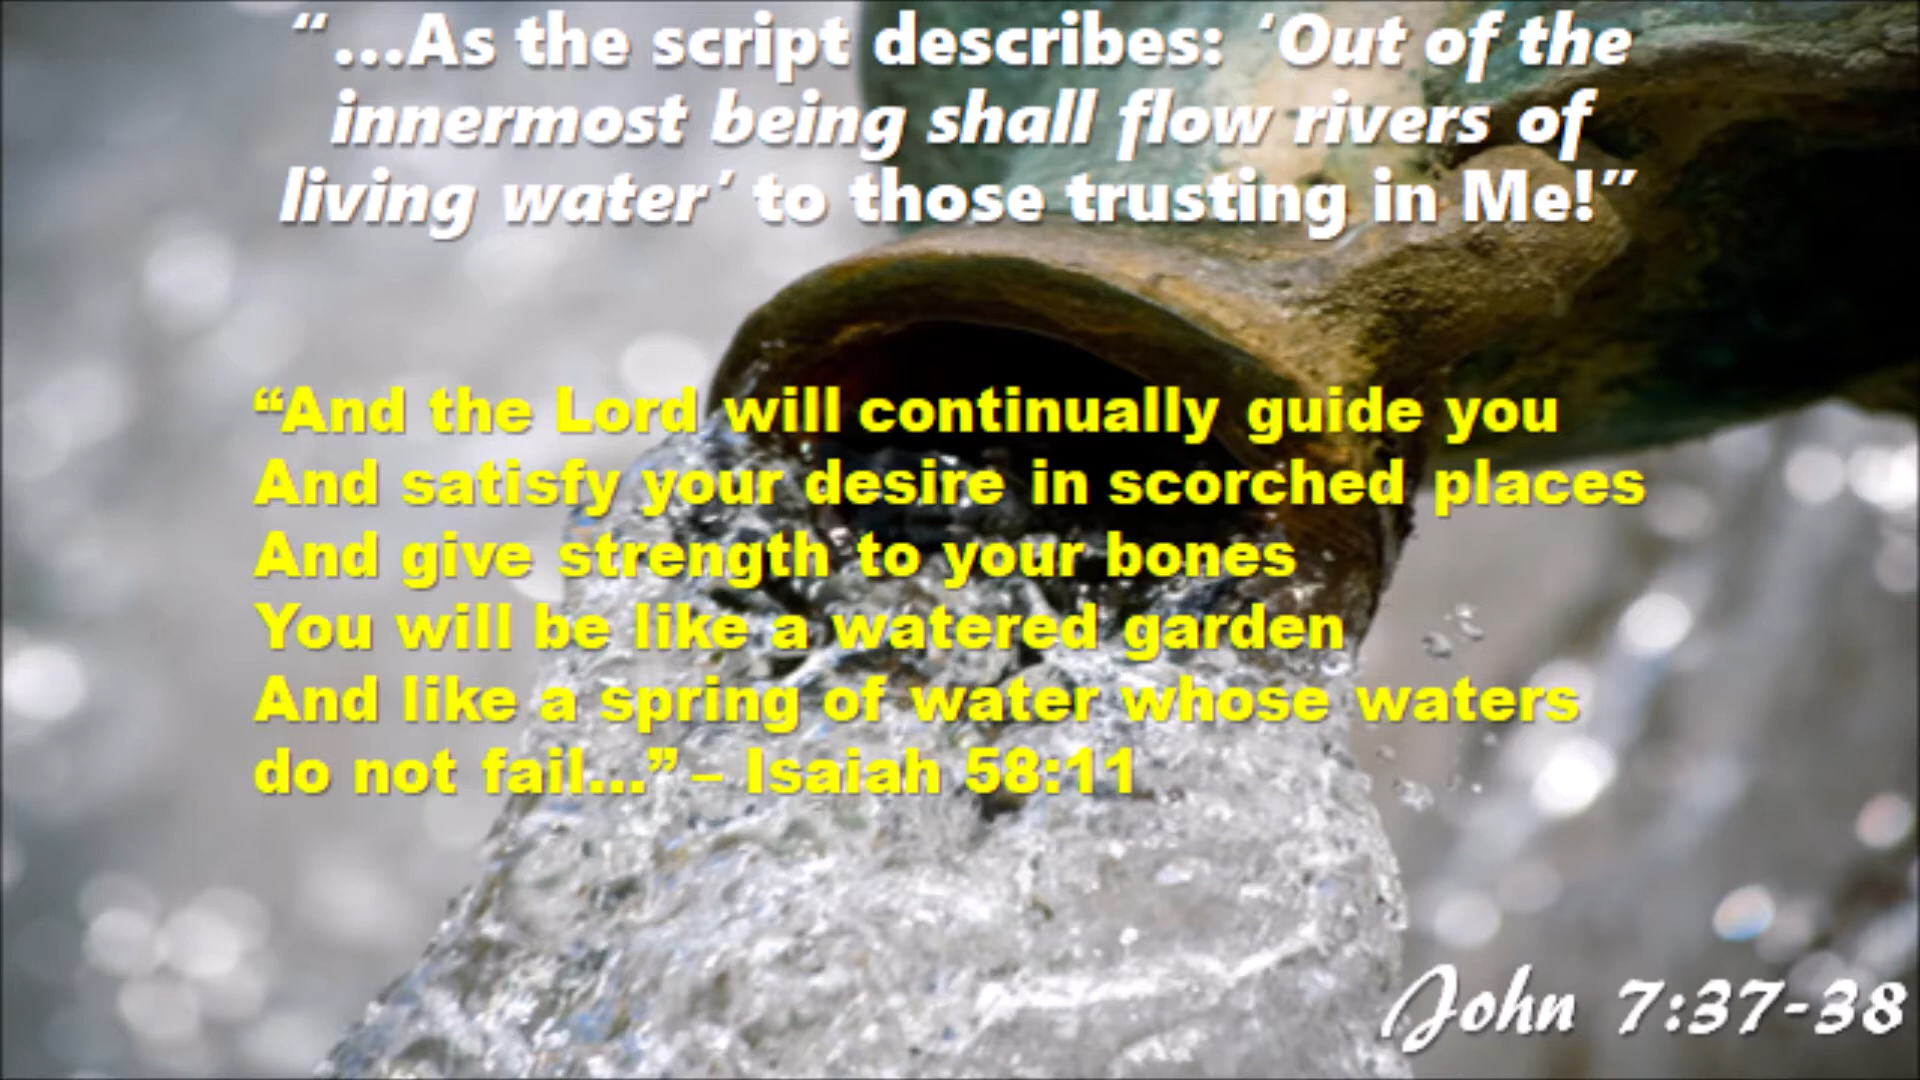 “...As the script describes: ‘Out of the
innermost being shall flow rivers of
living water’ to those trusting in Me!”
“And the Lord will continually guide you
And satisfy your desire in scorched places
And give strength to your bones
You will be like a watered garden
And like a spring of water whose waters
do not fail...” – Isaiah 58:11
John 7:37-38